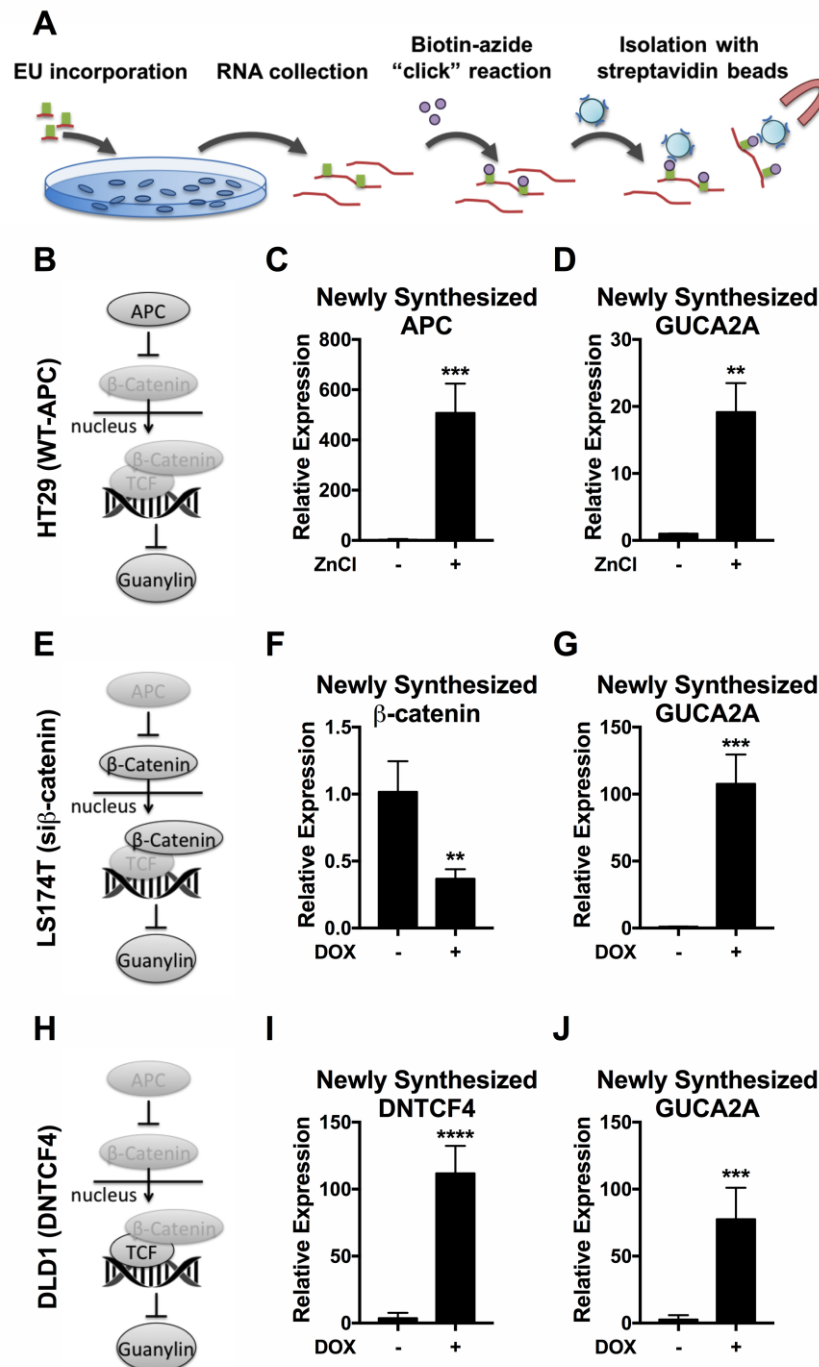 A
EU incorporation
RNA collection
Biotin-azide
“click” reaction
Isolation with
streptavidin beads
B
HT29 (WT-APC)
APC
β-Catenin
nucleus
β-Catenin
TCF
Guanylin
C
Newly Synthesized
APC
Relative Expression
800
600
400
200
0
***
ZnCl - +
D
Newly Synthesized
GUCA2A
Relative Expression
30
20
10
0
**
ZnCl - +
E
LS174T (siβ-catenin)
APC
β-Catenin
nucleus
β-Catenin
TCF
Guanylin
F
Newly Synthesized
β-catenin
Relative Expression
1.5
1.0
0.5
0.0
**
DOX - +
G
Newly Synthesized
GUCA2A
Relative Expression
150
100
50
0
***
DOX - +
H
DLD1 (DNTCF4)
APC
β-Catenin
nucleus
β-Catenin
TCF
Guanylin
I
Newly Synthesized
DNTCF4
Relative Expression
150
100
50
0
****
DOX - +
J
Newly Synthesized
GUCA2A
Relative Expression
150
100
50
0
***
DOX - +